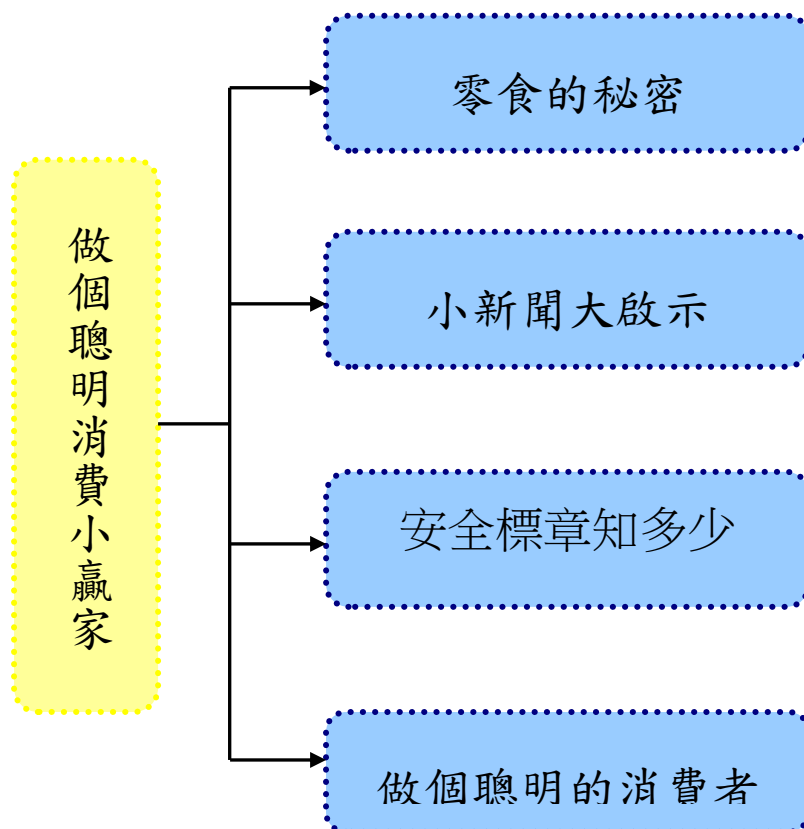 做個聰明消費小贏家
零食的秘密
小新聞大啟示
安全標章知多少
做個聰明的消費者